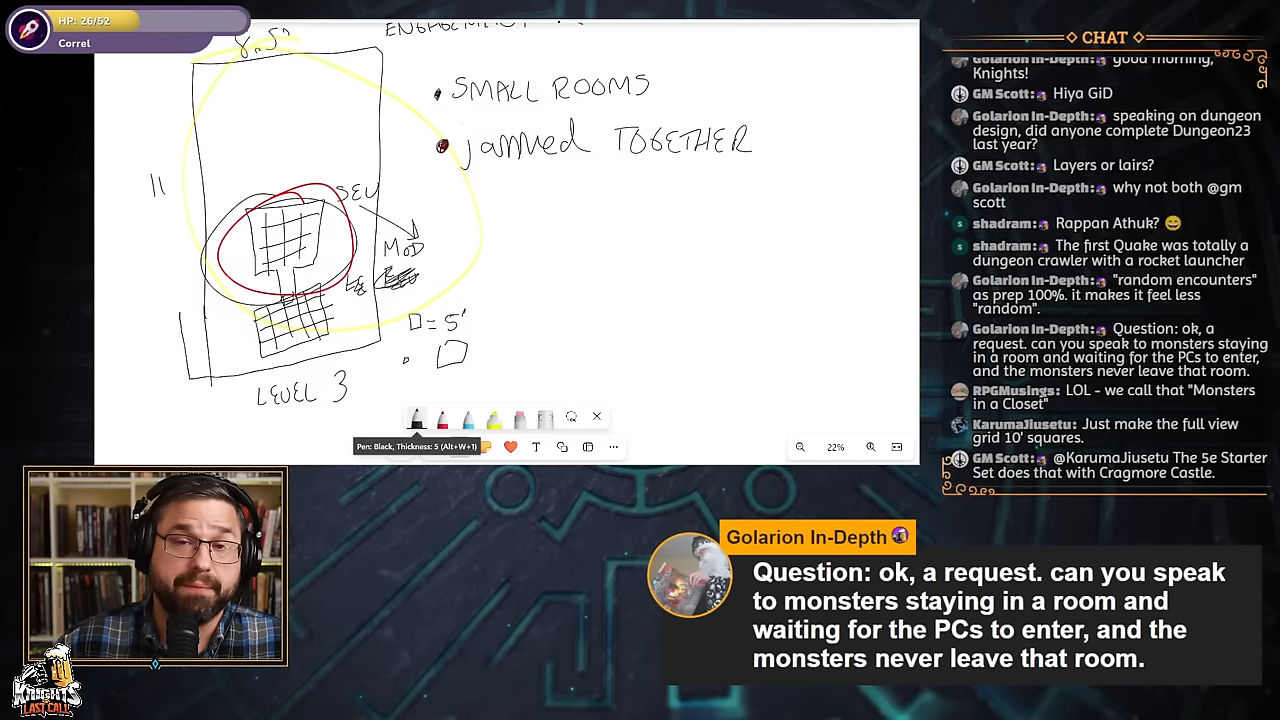 HP: 26/52
Correl
8.5"
ENGAGEMENT
• SMALL ROOMS
• jammed TOGETHER
11
SEV
MOD
□ = 5'
LEVEL 3
Pen: Black, Thickness: 5 (Alt+W+1)
T
22%
CHAT
Golarion In-Depth: good morning,
Knights!
GM Scott: Hiya GiD
Golarion In-Depth: speaking on dungeon
design, did anyone complete Dungeon23
last year?
GM Scott: Layers or lairs?
Golarion In-Depth: why not both @gm
scott
shadram: Rappan Athuk? 😄
shadram: The first Quake was totally a
dungeon crawler with a rocket launcher
Golarion In-Depth: "random encounters"
as prep 100%. it makes it feel less
"random".
Golarion In-Depth: Question: ok, a
request. can you speak to monsters staying
in a room and waiting for the PCs to enter,
and the monsters never leave that room.
RPGMusings: LOL - we call that "Monsters
in a Closet"
KarumaJiusetu: Just make the full view
grid 10' squares.
GM Scott: @KarumaJiusetu The 5e Starter
Set does that with Cragmore Castle.
Golarion In-Depth
Question: ok, a request. can you speak
to monsters staying in a room and
waiting for the PCs to enter, and the
monsters never leave that room.
KNIGHTS
LAST CALL